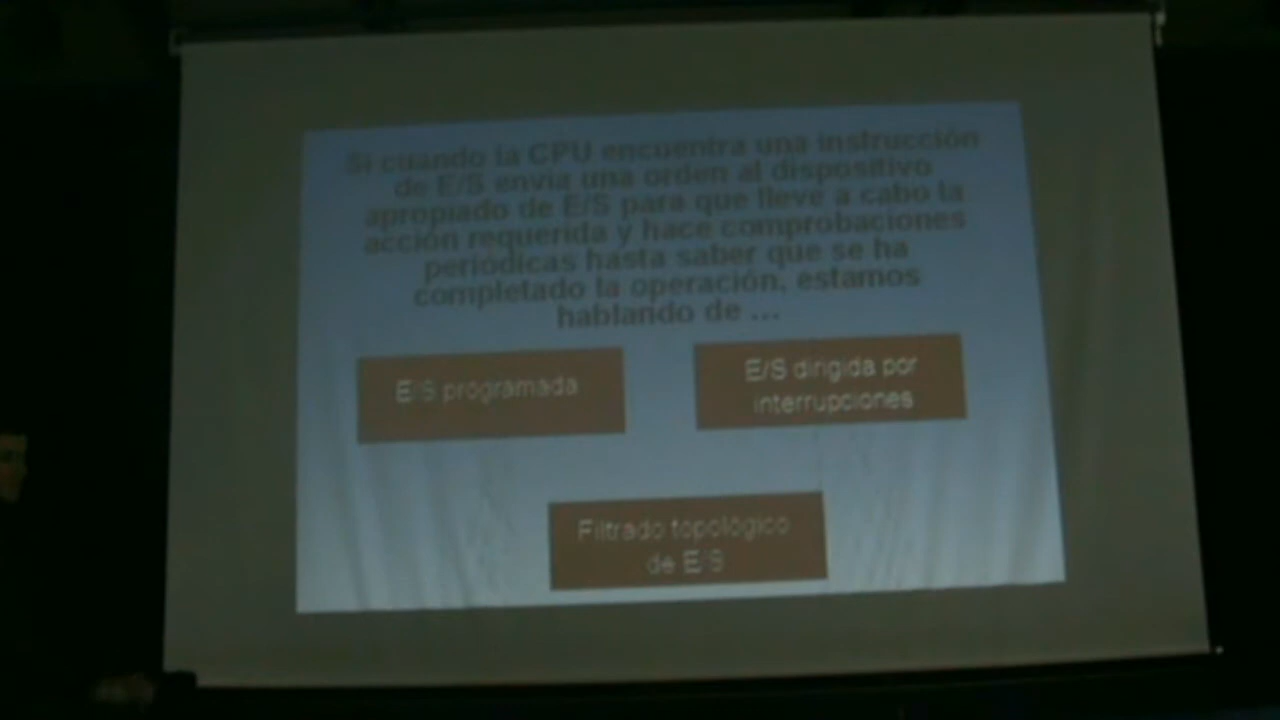 Si cuando la CPU encuentra una instrucción
de E/S envía una orden al dispositivo
apropiado de E/S para que lleve a cabo la
acción requerida y hace comprobaciones
periódicas hasta saber que se ha
completado la operación, estamos
hablando de ...
E/S programada
E/S dirigida por
interrupciones
Filtrado topológico
de E/S